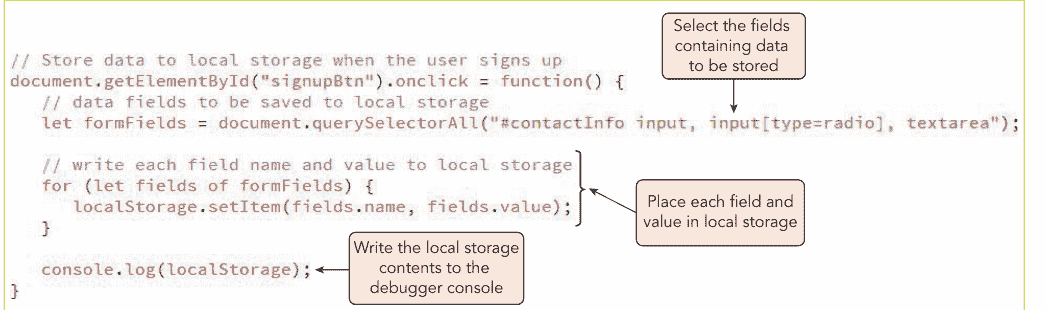 Select the fields
containing data
to be stored
// Store data to local storage when the user signs up
document.getElementById("signupBtn").onclick = function() {
// data fields to be saved to local storage
let formFields = document.querySelectorAll("#contactInfo input, input[type=radio], textarea");
// write each field name and value to local storage
for (let fields of formFields) {
localStorage.setItem(fields.name, fields.value);
}
Place each field and
value in local storage
console.log(localStorage);
Write the local storage
contents to the
debugger console
}